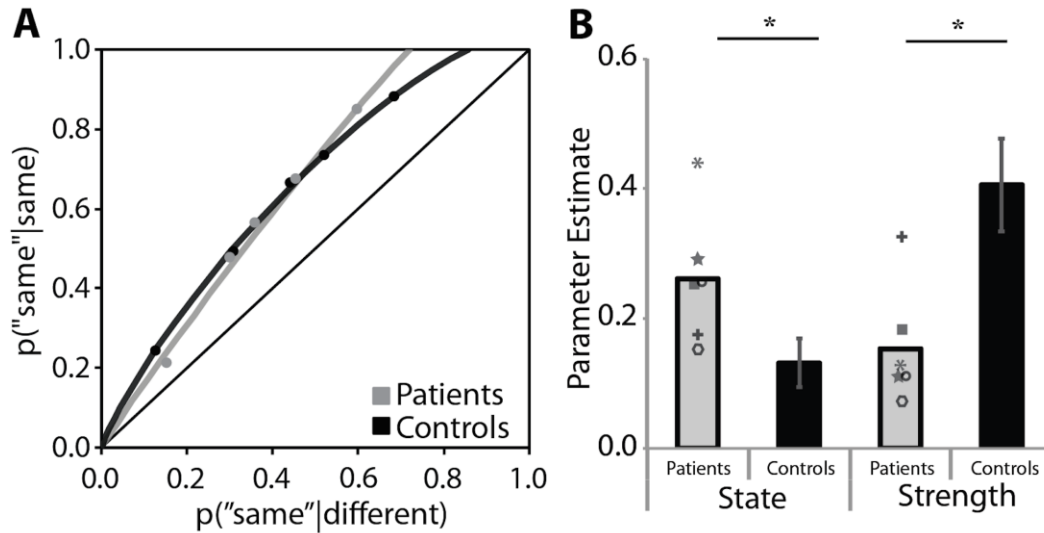 A
1.0
0.8
0.6
0.4
0.2
0.0
0.0 0.2 0.4 0.6 0.8 1.0
p("same"|same)
p("same"|different)
Patients
Controls
B
* *
0.6
0.4
0.2
0.0
Parameter Estimate
Patients Controls Patients Controls
State Strength